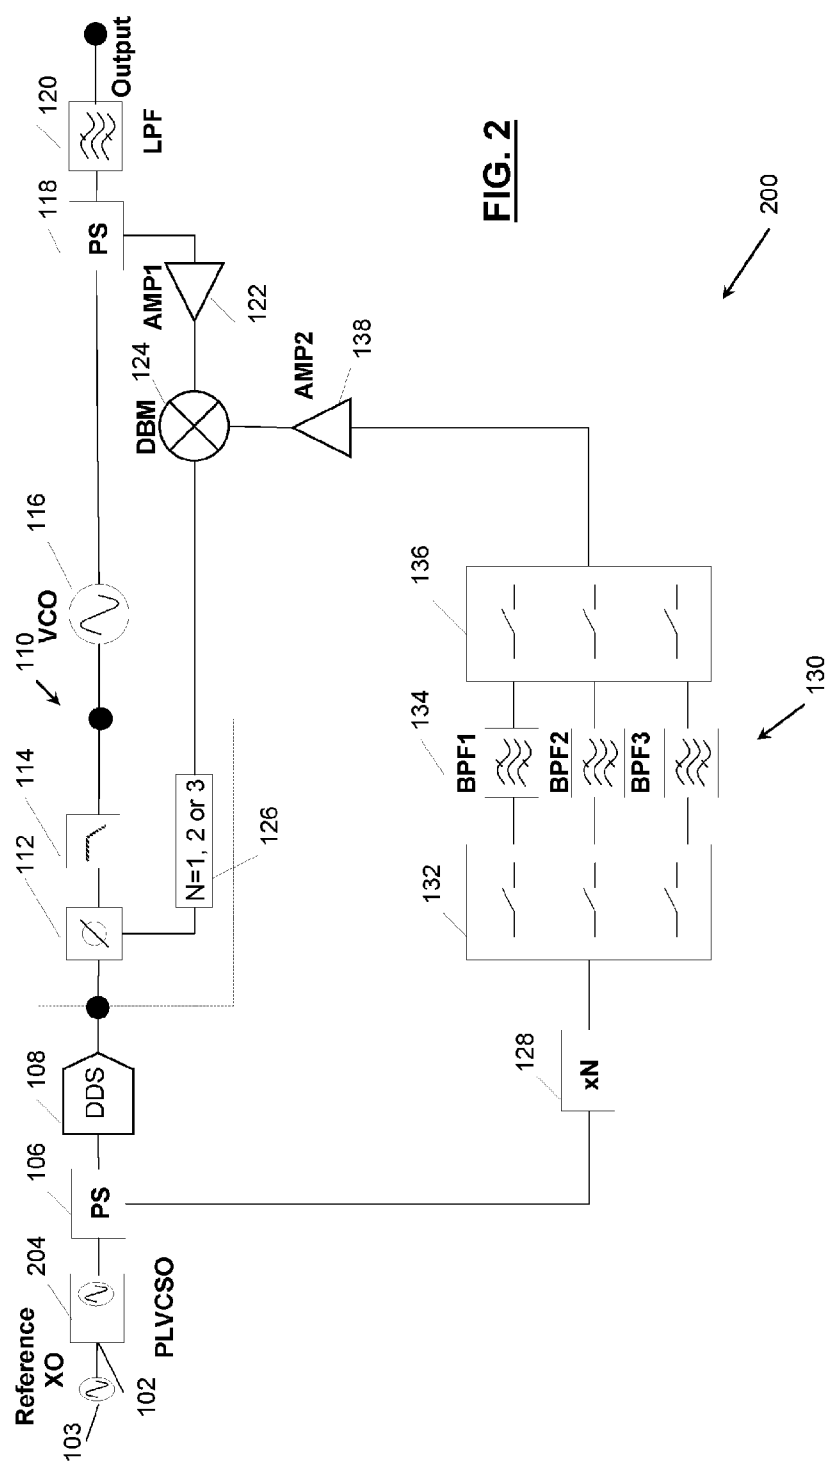 FIG. 2
200
103
Reference
XO
102
204
PLVCSO
106
PS
108
DDS
112
114
110
VCO
116
118
PS
120
LPF
Output
AMP1
122
124
DBM
N=1, 2 or 3
126
AMP2
138
128
xN
132
134
BPF1
BPF2
BPF3
136
130